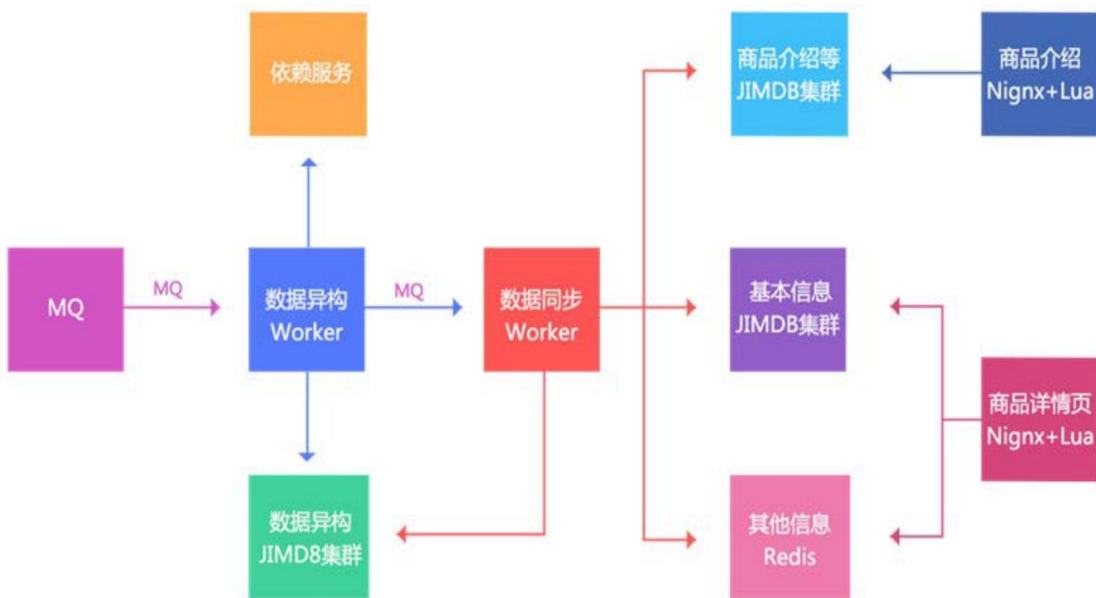 依赖服务
商品介绍等
JIMDB集群
商品介绍
Nignx+Lua
MQ
MQ
数据异构
Worker
MQ
数据同步
Worker
基本信息
JIMDB集群
商品详情页
Nignx+Lua
数据异构
JIMD8集群
其他信息
Redis